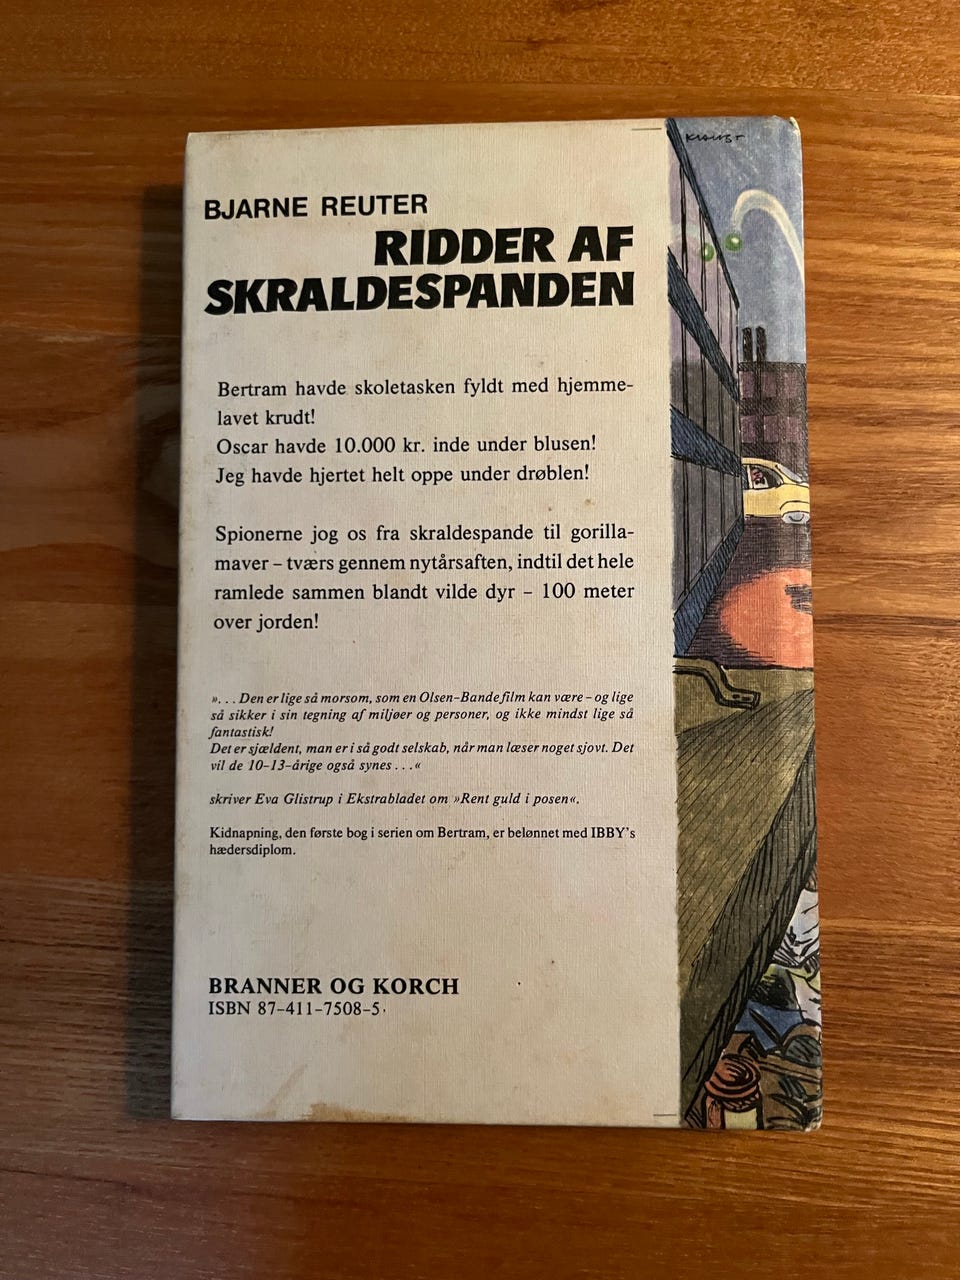 BJARNE REUTER
RIDDER AF
SKRALDESPANDEN
Bertram havde skoletasken fyldt med hjemme-
lavet krudt!
Oscar havde 10.000 kr. inde under blusen!
Jeg havde hjertet helt oppe under drøblen!
Spionerne jog os fra skraldespande til gorilla-
maver – tværs gennem nytårsaften, indtil det hele
ramlede sammen blandt vilde dyr – 100 meter
over jorden!
». . . Den er lige så morsom, som en Olsen-Bande film kan være – og lige
så sikker i sin tegning af miljøer og personer, og ikke mindst lige så
fantastisk!
Det er sjældent, man er i så godt selskab, når man læser noget sjovt. Det
vil de 10-13-årige også synes . . .«
skriver Eva Glistrup i Ekstrabladet om »Rent guld i posen«.
Kidnapning, den første bog i serien om Bertram, er belønnet med IBBY's
hædersdiplom.
BRANNER OG KORCH
ISBN 87-411-7508-5